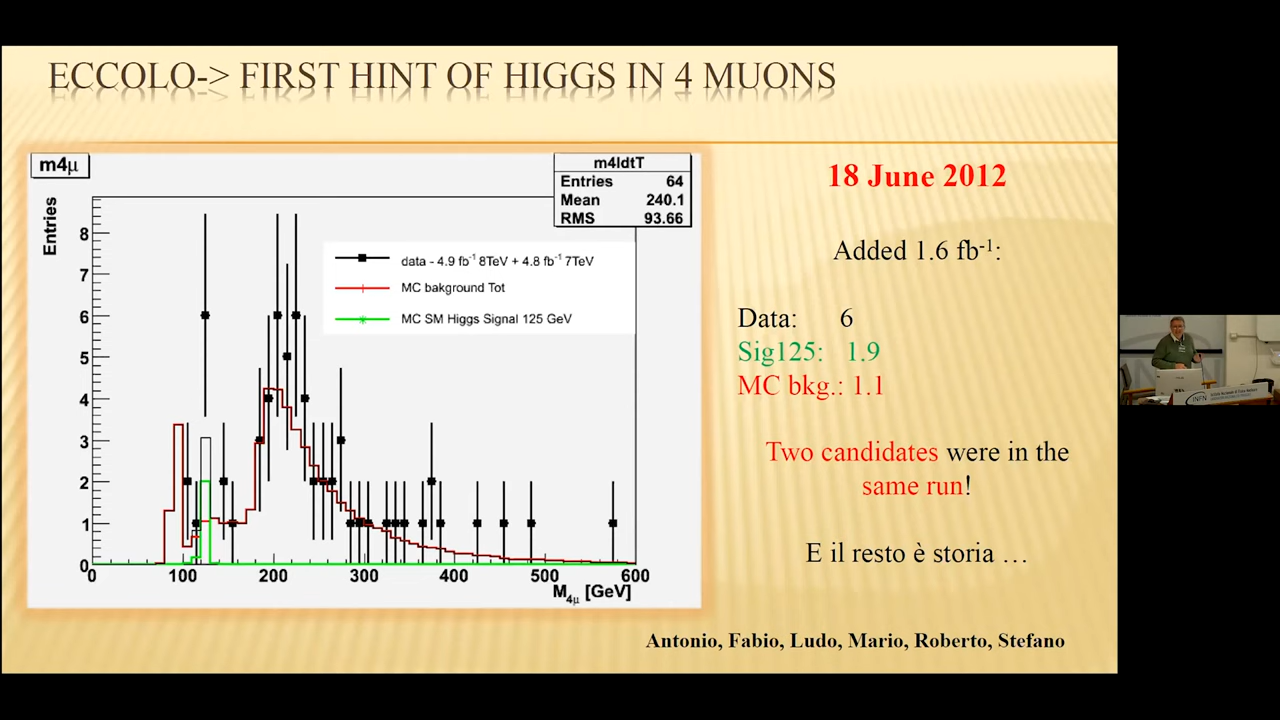 ECCOLO-> FIRST HINT OF HIGGS IN 4 MUONS
m4μ
m4ldtT
Entries 64
Mean 240.1
RMS 93.66
Entries
8
7
6
5
4
3
2
1
0
data - 4.9 fb⁻¹ 8TeV + 4.8 fb⁻¹ 7TeV
MC bakground Tot
MC SM Higgs Signal 125 GeV
0 100 200 300 400 500 600
M4μ [GeV]
18 June 2012
Added 1.6 fb⁻¹:
Data: 6
Sig125: 1.9
MC bkg.: 1.1
Two candidates were in the
same run!
E il resto è storia …
Antonio, Fabio, Ludo, Mario, Roberto, Stefano
INFN